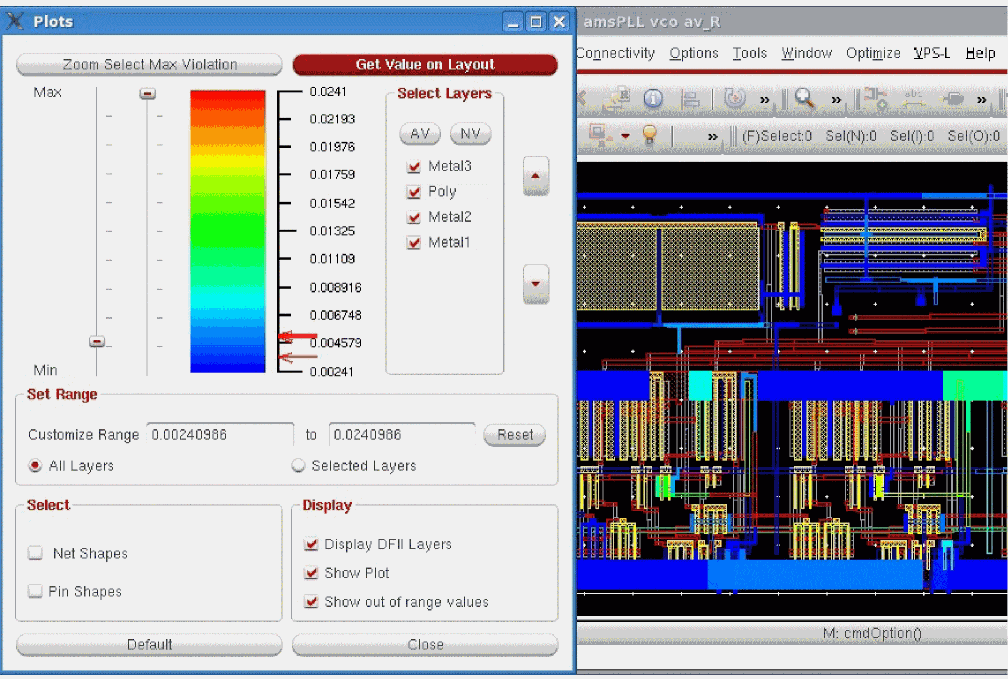 Plots
amsPLL vco av_R
Connectivity Options Tools Window Optimize VPS-L Help
Zoom Select Max Violation
Get Value on Layout
Max
Min
0.0241
0.02193
0.01976
0.01759
0.01542
0.01325
0.01109
0.008916
0.006748
0.004579
0.00241
Select Layers
AV NV
Metal3
Poly
Metal2
Metal1
abc
» » »
» (F)Select:0 Sel(N):0 Sel(I):0 Sel(O):0
Set Range
Customize Range 0.00240986 to 0.0240986 Reset
All Layers Selected Layers
Select
Net Shapes
Pin Shapes
Display
Display DFII Layers
Show Plot
Show out of range values
Default Close
M: cmdOption()